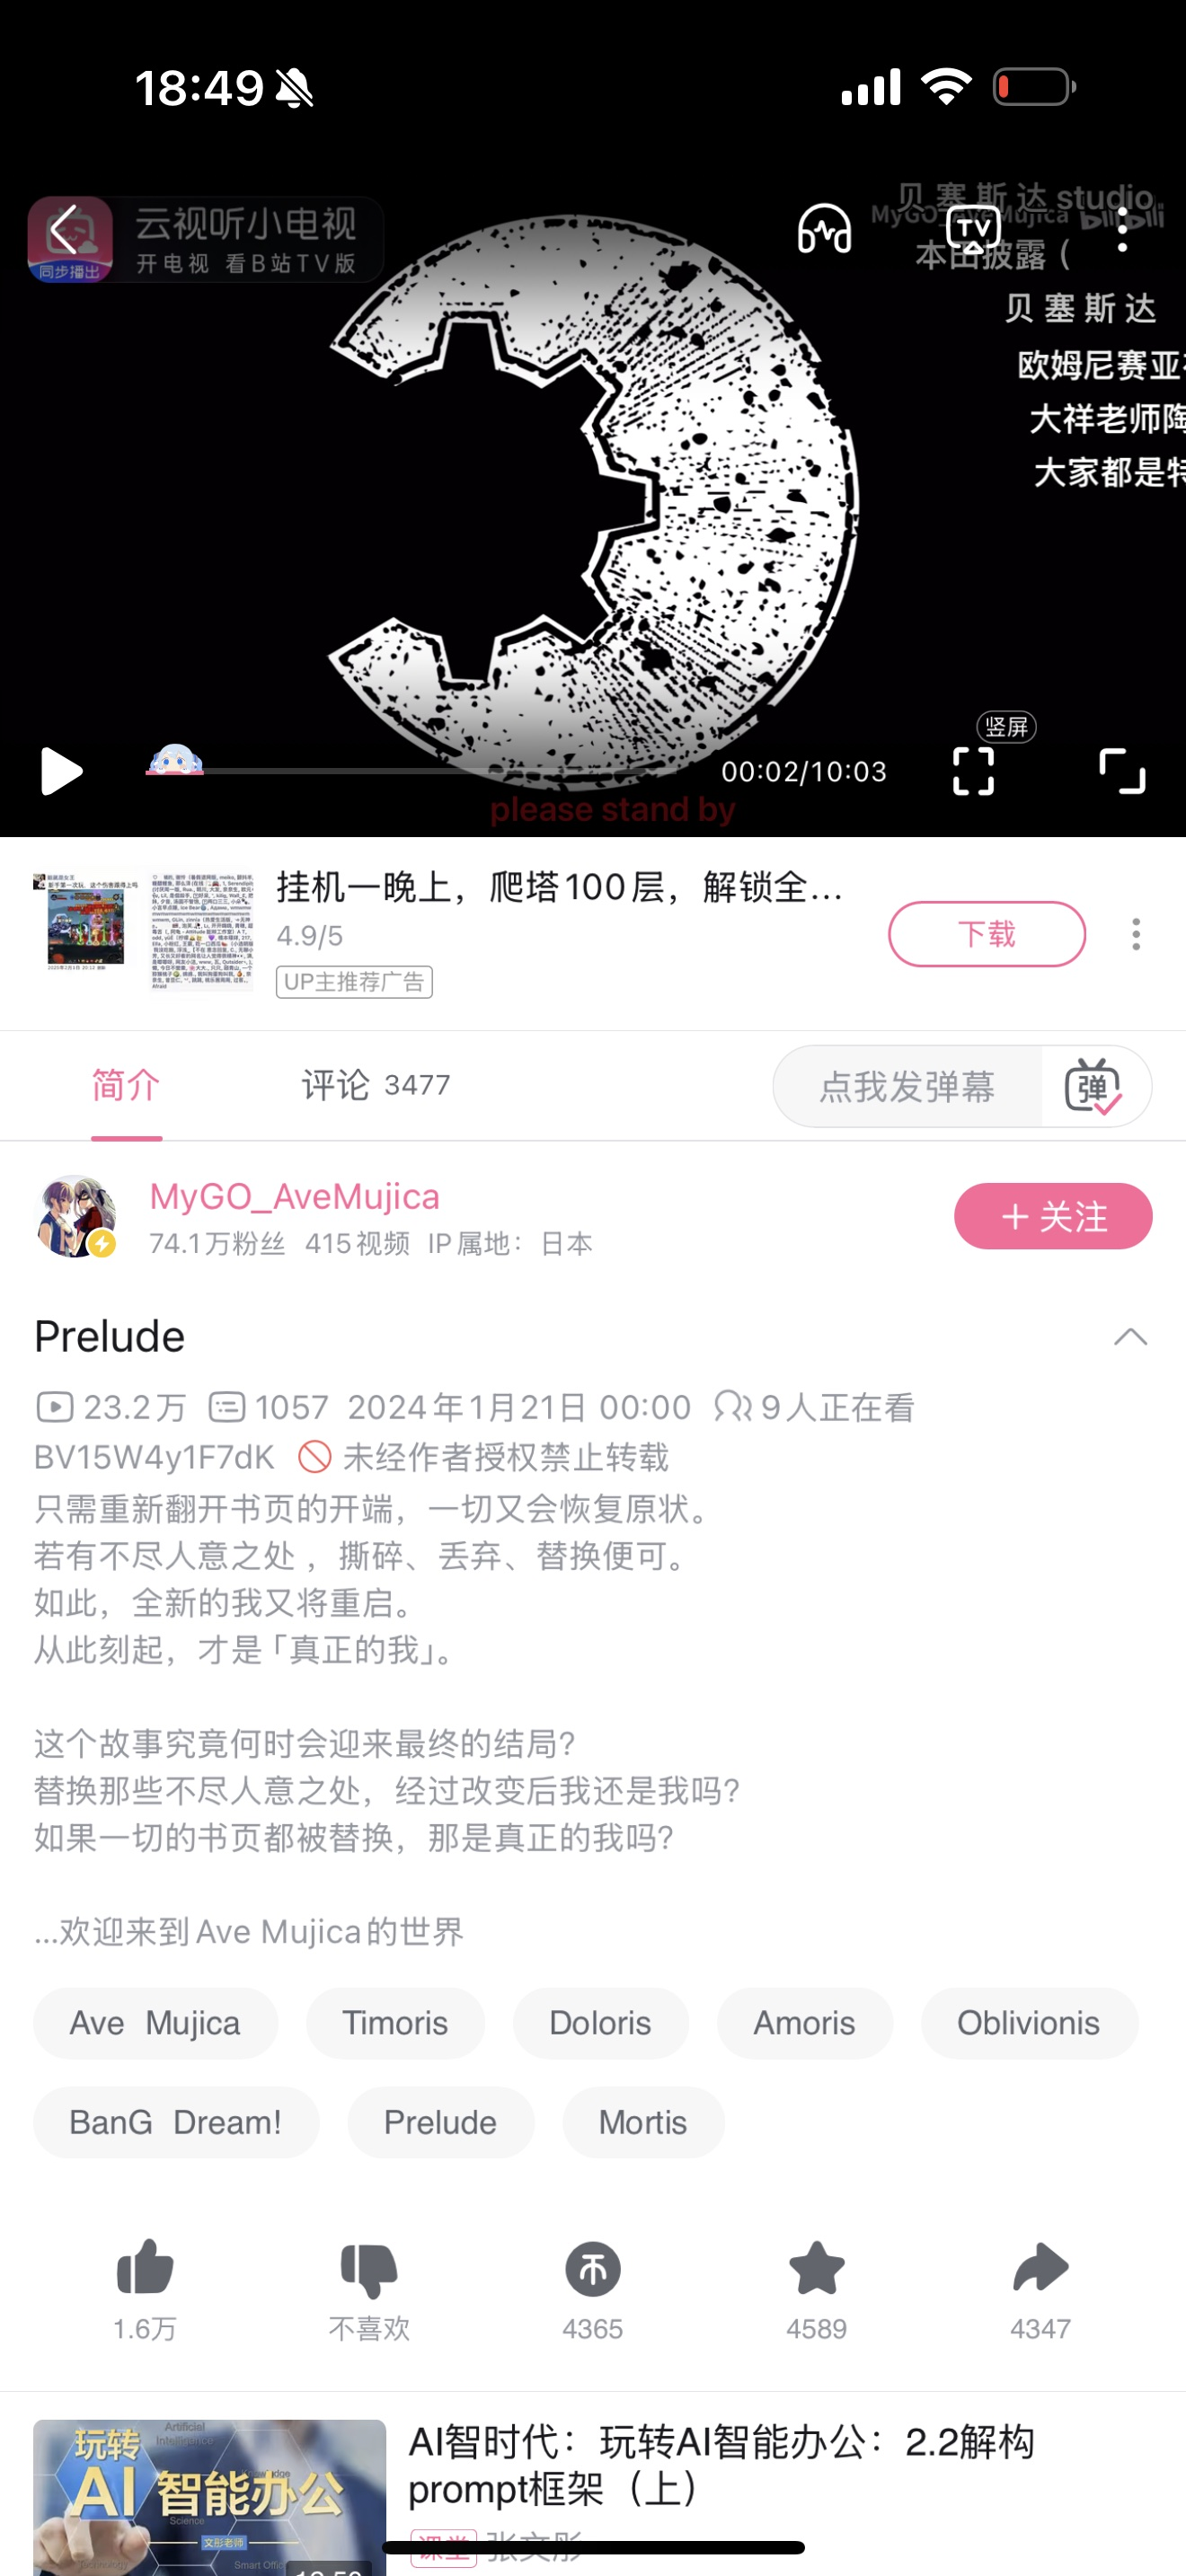 18:49
云视听小电视
开电视 看B站TV版
同步播出
贝塞斯达 studio
MyGO_AveMujica bilibili
TV
本田披露（
贝塞斯达
欧姆尼赛亚
大祥老师陶
大家都是特
竖屏
00:02/10:03
please stand by
挂机一晚上，爬塔100层，解锁全...
4.9/5
UP主推荐广告
下载
简介
评论 3477
点我发弹幕
弹
MyGO_AveMujica
74.1万粉丝 415视频 IP属地：日本
+ 关注
Prelude
23.2万 1057 2024年1月21日 00:00 9人正在看
BV15W4y1F7dK 未经作者授权禁止转载
只需重新翻开书页的开端，一切又会恢复原状。
若有不尽人意之处 ，撕碎、丢弃、替换便可。
如此，全新的我又将重启。
从此刻起，才是「真正的我」。
这个故事究竟何时会迎来最终的结局？
替换那些不尽人意之处，经过改变后我还是我吗？
如果一切的书页都被替换，那是真正的我吗？
...欢迎来到Ave Mujica的世界
Ave Mujica
Timoris
Doloris
Amoris
Oblivionis
BanG Dream!
Prelude
Mortis
1.6万
不喜欢
4365
4589
4347
玩转
Artificial
Intelligence
AI智能办公
Knowledge
Science
文彤老师
Technology
Smart Offic
AI智时代：玩转AI智能办公：2.2解构
prompt框架（上）
课堂 张文彤